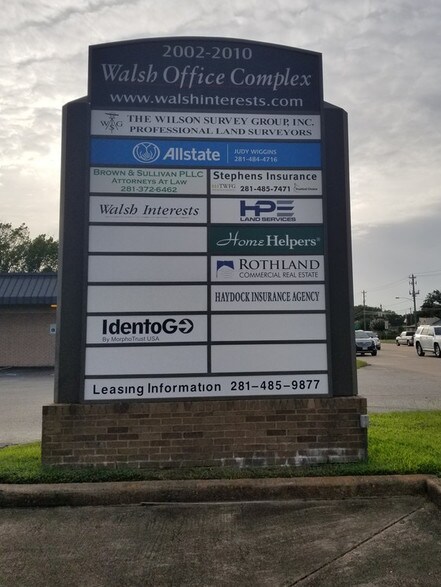 2002-2010
Walsh Office Complex
www.walshinterests.com
THE WILSON SURVEY GROUP, INC.
PROFESSIONAL LAND SURVEYORS
Allstate
JUDY WIGGINS
281-484-4716
BROWN & SULLIVAN PLLC
ATTORNEYS AT LAW
281-372-6462
Stephens Insurance
281-485-7471
Walsh Interests
HPE
LAND SERVICES
Home Helpers
ROTHLAND
COMMERCIAL REAL ESTATE
HAYDOCK INSURANCE AGENCY
IdentoGO
By MorphoTrust USA
Leasing Information 281-485-9877